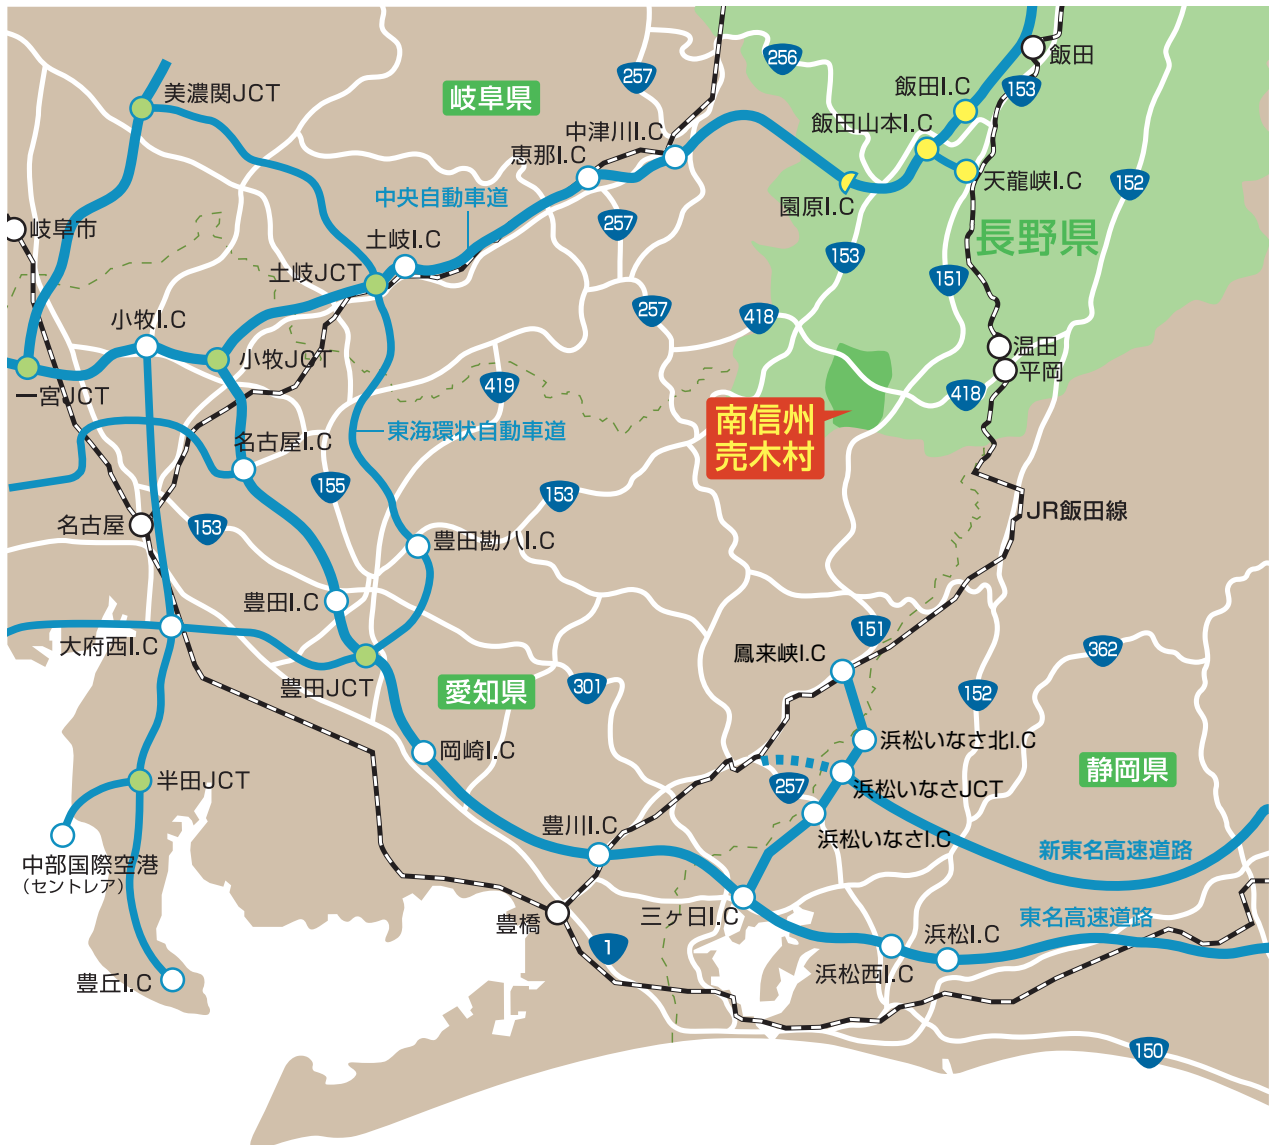 256
257
飯田
153
美濃関JCT
岐阜県
飯田I.C
飯田山本I.C
中津川I.C
恵那I.C
天龍峡I.C
152
中央自動車道
園原I.C
257
岐阜市
土岐I.C
長野県
153
土岐JCT
151
257
418
小牧I.C
温田
小牧JCT
平岡
419
418
一宮JCT
南信州
売木村
東海環状自動車道
名古屋I.C
155
153
JR飯田線
名古屋
153
豊田勘八I.C
豊田I.C
151
大府西I.C
鳳来峡I.C
362
豊田JCT
愛知県
301
152
岡崎I.C
浜松いなさ北I.C
静岡県
半田JCT
257
浜松いなさJCT
豊川I.C
浜松いなさI.C
新東名高速道路
中部国際空港
（セントレア）
豊橋
三ヶ日I.C
東名高速道路
1
浜松I.C
浜松西I.C
豊丘I.C
150